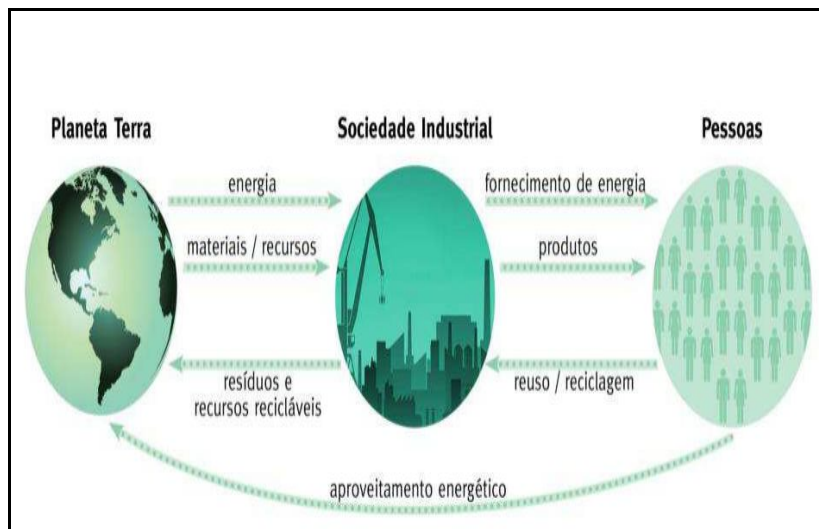 Planeta Terra
Sociedade Industrial
Pessoas
energia
fornecimento de energia
materiais / recursos
produtos
resíduos e
recursos recicláveis
reuso / reciclagem
aproveitamento energético